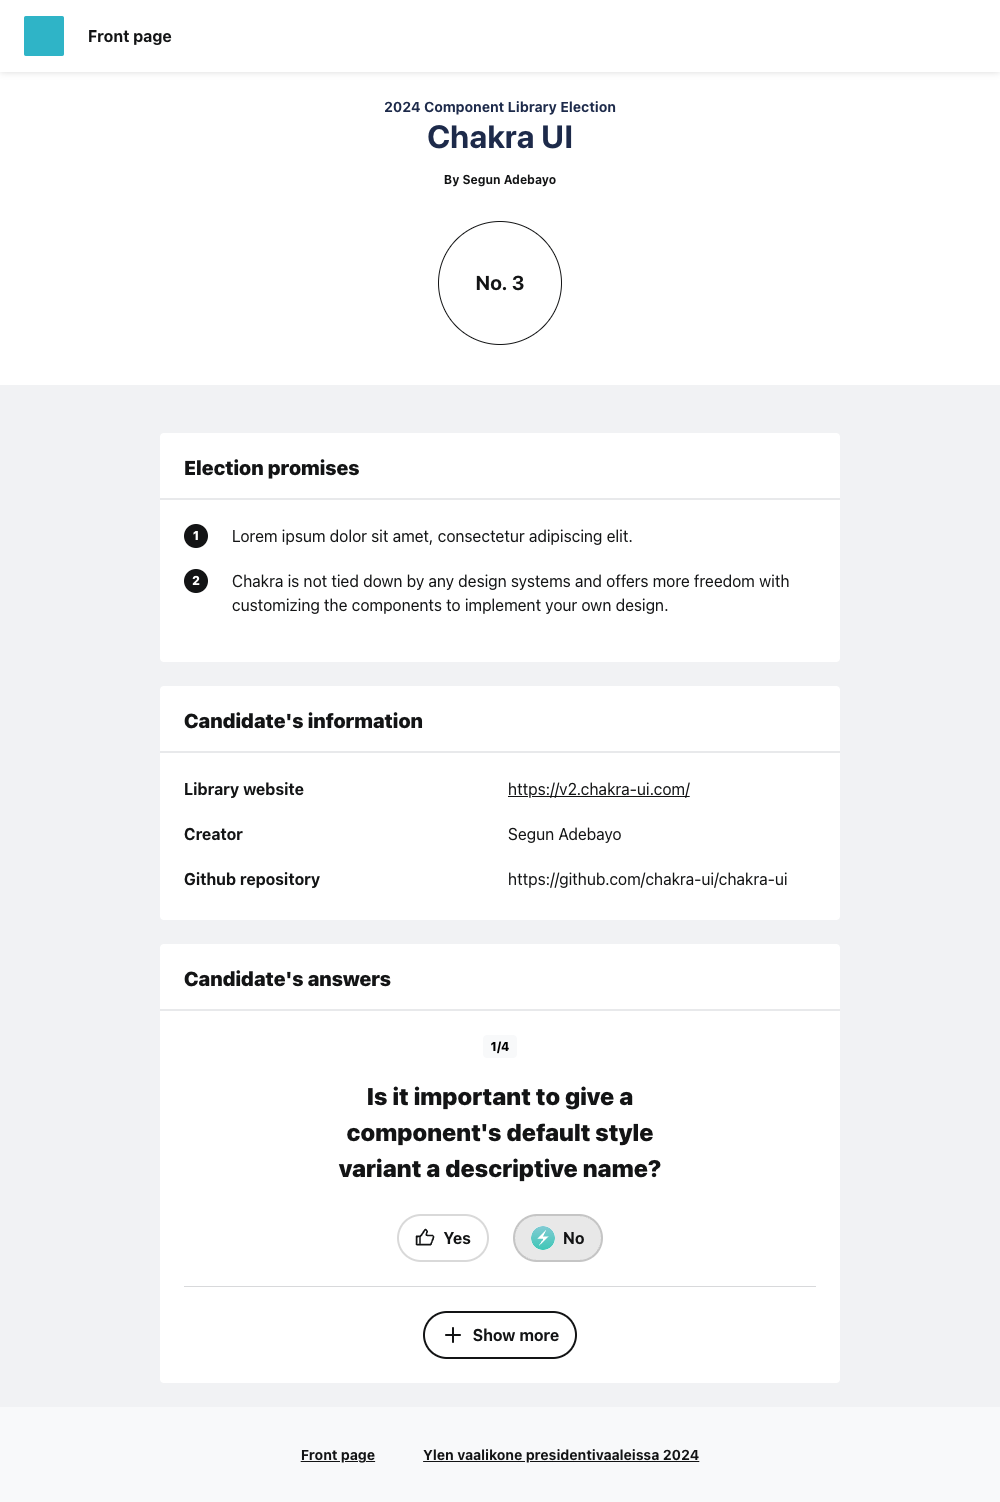 Front page
2024 Component Library Election
Chakra UI
By Segun Adebayo
No. 3
Election promises
1 Lorem ipsum dolor sit amet, consectetur adipiscing elit.
2 Chakra is not tied down by any design systems and offers more freedom with
customizing the components to implement your own design.
Candidate's information
Library website https://v2.chakra-ui.com/
Creator Segun Adebayo
Github repository https://github.com/chakra-ui/chakra-ui
Candidate's answers
1/4
Is it important to give a
component's default style
variant a descriptive name?
Yes No
Show more
Front page Ylen vaalikone presidentivaaleissa 2024